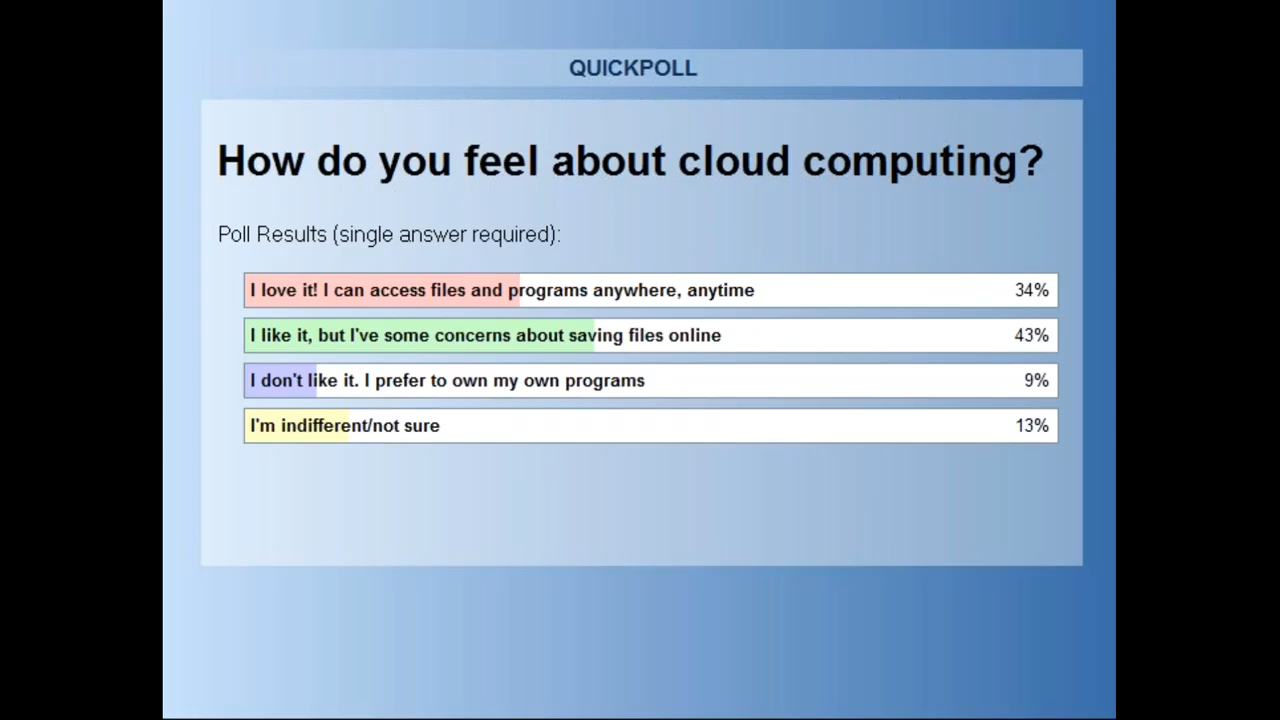 QUICKPOLL
How do you feel about cloud computing?
Poll Results (single answer required):
I love it! I can access files and programs anywhere, anytime 34%
I like it, but I've some concerns about saving files online 43%
I don't like it. I prefer to own my own programs 9%
I'm indifferent/not sure 13%